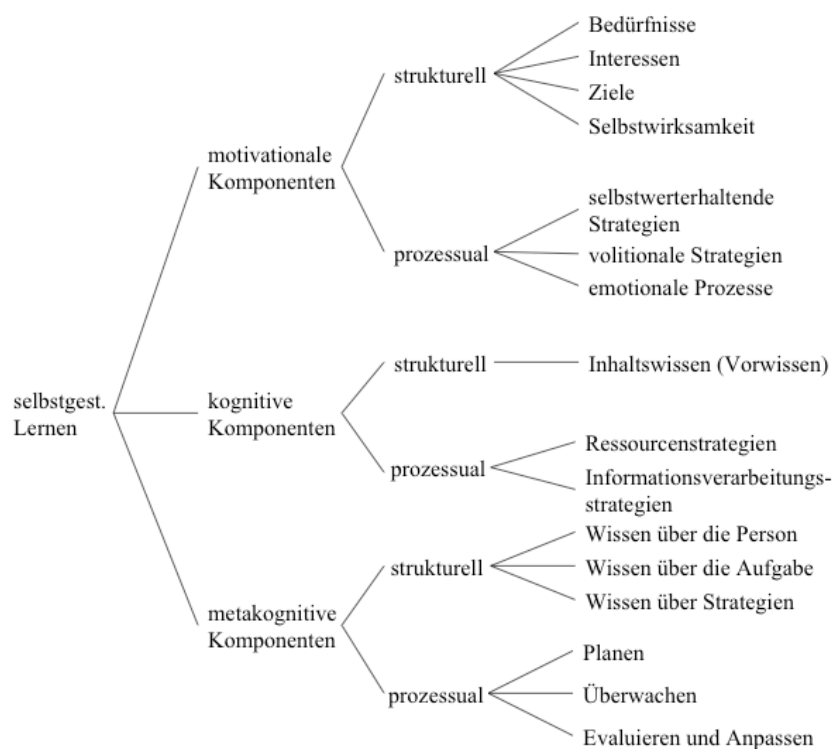 Bedürfnisse
Interessen
strukturell
Ziele
Selbstwirksamkeit
motivationale
Komponenten
selbstwerterhaltende
Strategien
prozessual
volitionale Strategien
emotionale Prozesse
strukturell
Inhaltswissen (Vorwissen)
selbstgest.
Lernen
kognitive
Komponenten
Ressourcenstrategien
prozessual
Informationsverarbeitungs-
strategien
Wissen über die Person
strukturell
Wissen über die Aufgabe
Wissen über Strategien
metakognitive
Komponenten
Planen
prozessual
Überwachen
Evaluieren und Anpassen